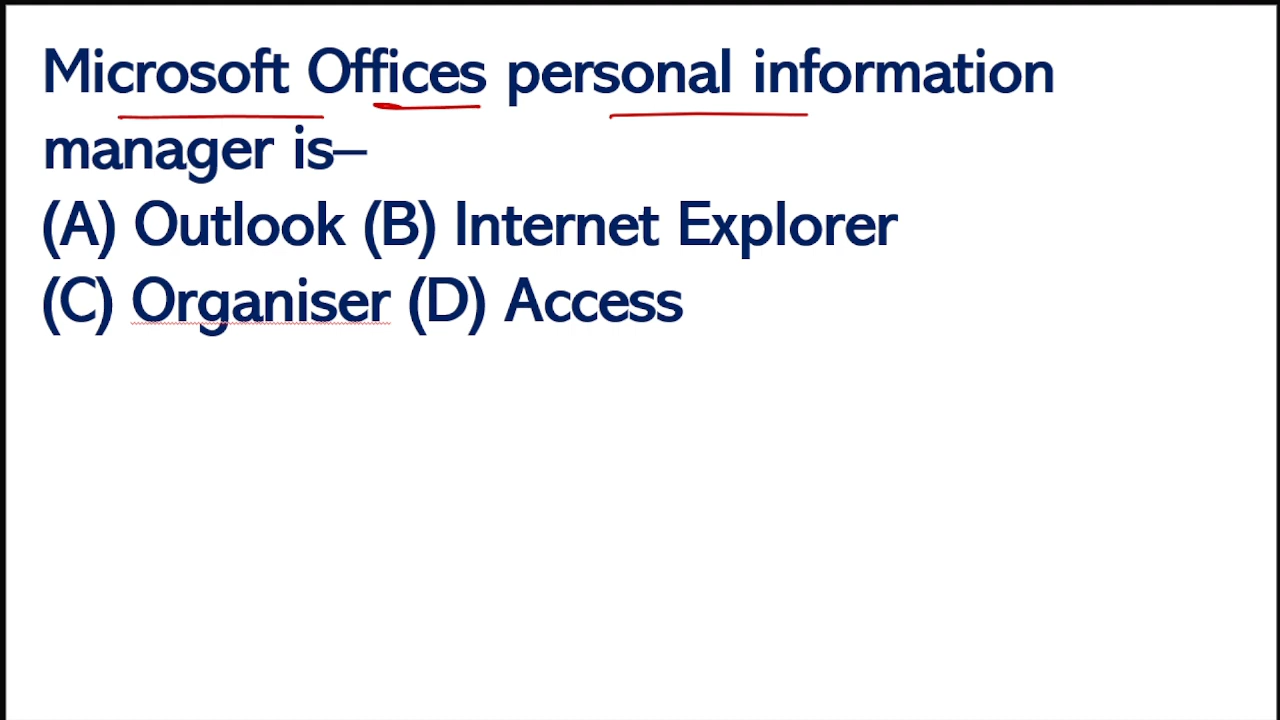 Microsoft Offices personal information
manager is–
(A) Outlook (B) Internet Explorer
(C) Organiser (D) Access